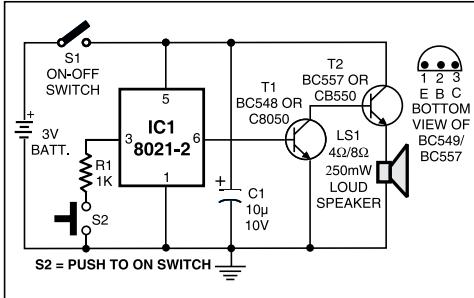 S1
ON-OFF
SWITCH
+
3V
BATT.
R1
1K
S2
5
3
IC1
8021-2
6
1
+
C1
10µ
10V
T1
BC548 OR
C8050
T2
BC557 OR
CB550
LS1
4Ω/8Ω
250mW
LOUD
SPEAKER
1 2 3
E B C
BOTTOM
VIEW OF
BC549/
BC557
S2 = PUSH TO ON SWITCH